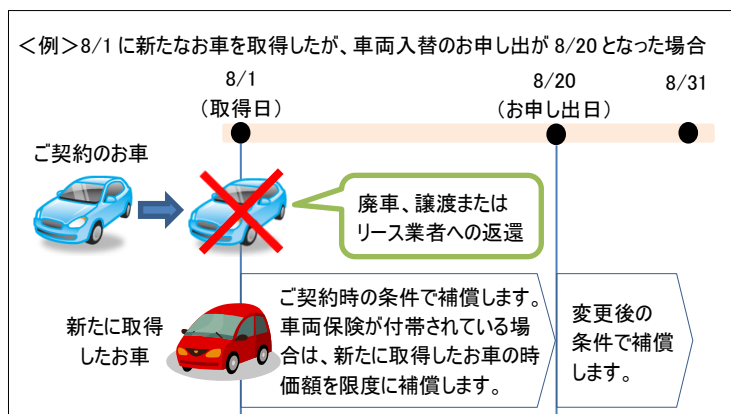 ＜例＞8/1 に新たなお車を取得したが、車両入替のお申し出が 8/20 となった場合
8/1
（取得日）
8/20
（お申し出日）
8/31
ご契約のお車
廃車、譲渡または
リース業者への返還
新たに取得
したお車
ご契約時の条件で補償します。
車両保険が付帯されている場
合は、新たに取得したお車の時
価額を限度に補償します。
変更後の
条件で補償
します。